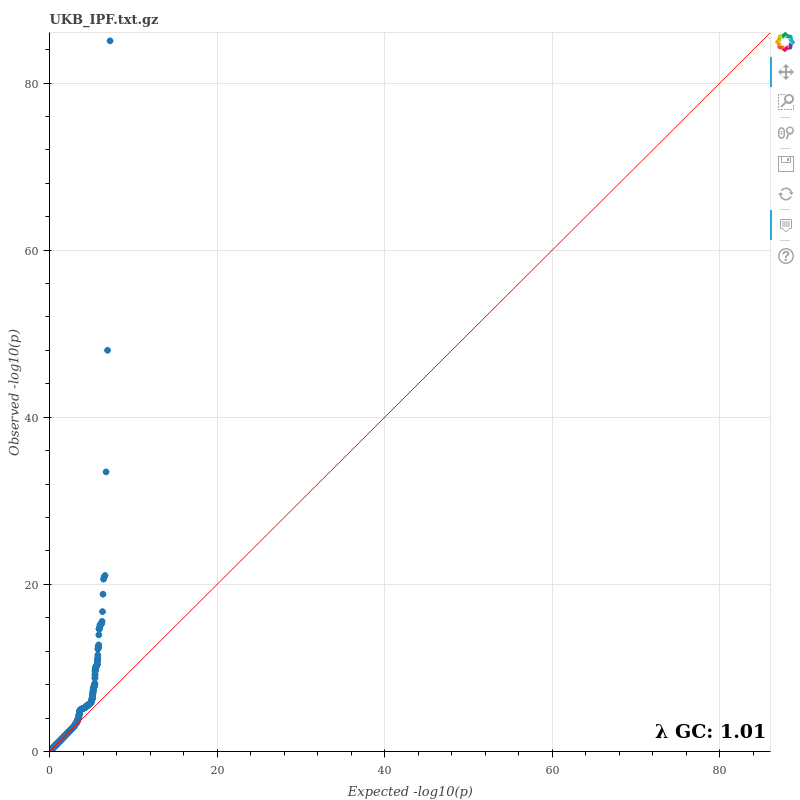 UKB_IPF.txt.gz
Observed -log10(p)
80
60
40
20
0
λ GC: 1.01
0 20 40 60 80
Expected -log10(p)